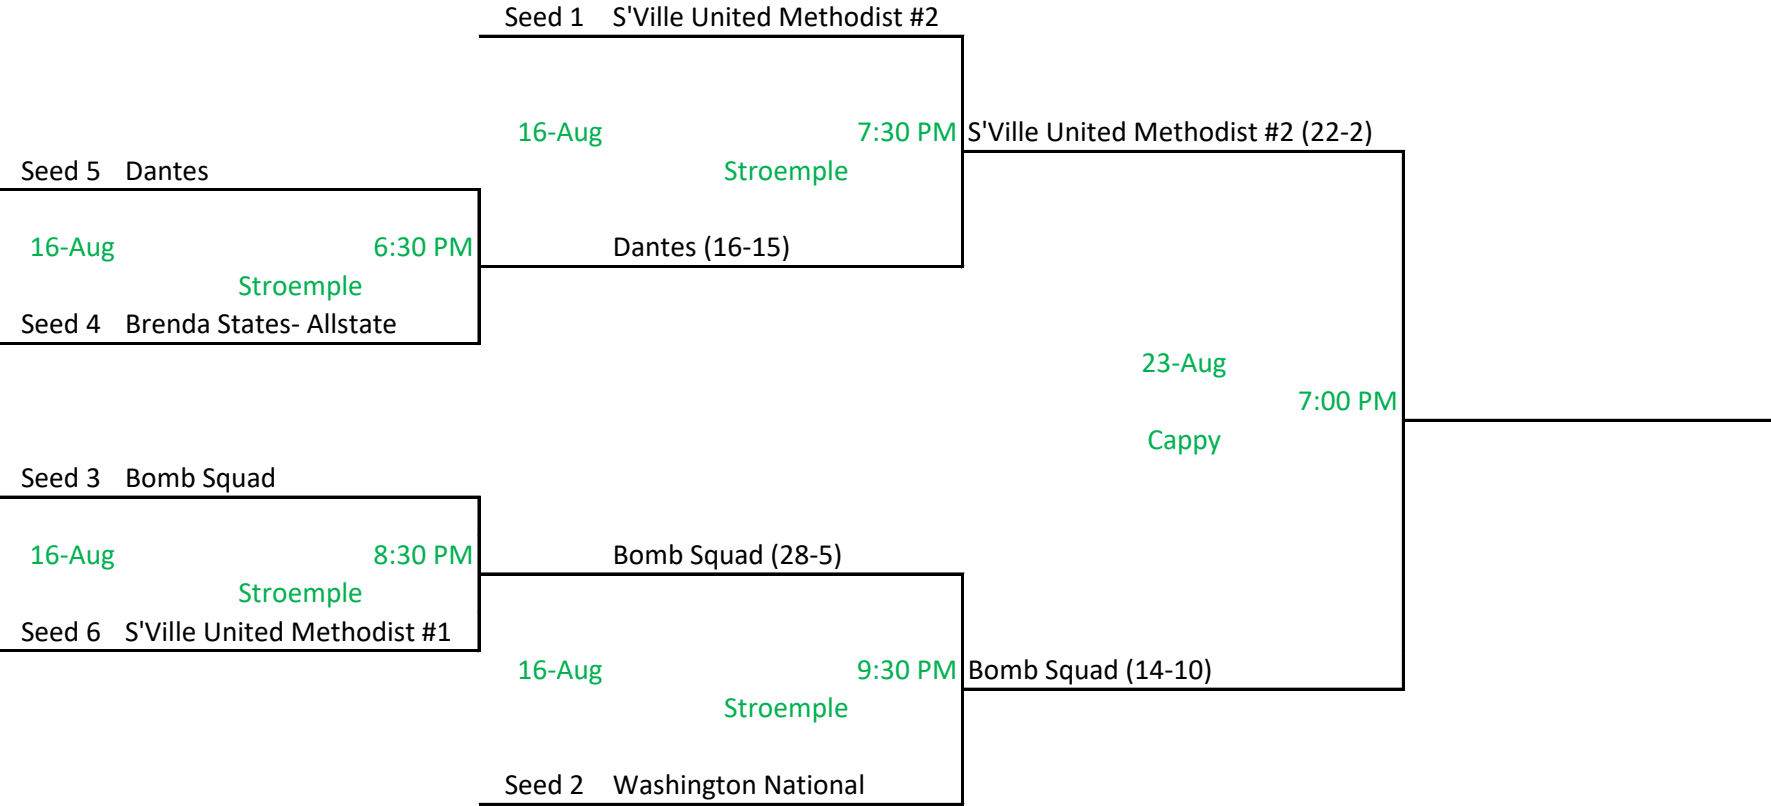 Seed 1 S'Ville United Methodist #2
16-Aug 7:30 PM
S'Ville United Methodist #2 (22-2)
Stroemple
Seed 5 Dantes
16-Aug 6:30 PM
Dantes (16-15)
Stroemple
Seed 4 Brenda States- Allstate
23-Aug
7:00 PM
Cappy
Seed 3 Bomb Squad
16-Aug 8:30 PM
Bomb Squad (28-5)
Stroemple
Seed 6 S'Ville United Methodist #1
16-Aug 9:30 PM
Bomb Squad (14-10)
Stroemple
Seed 2 Washington National